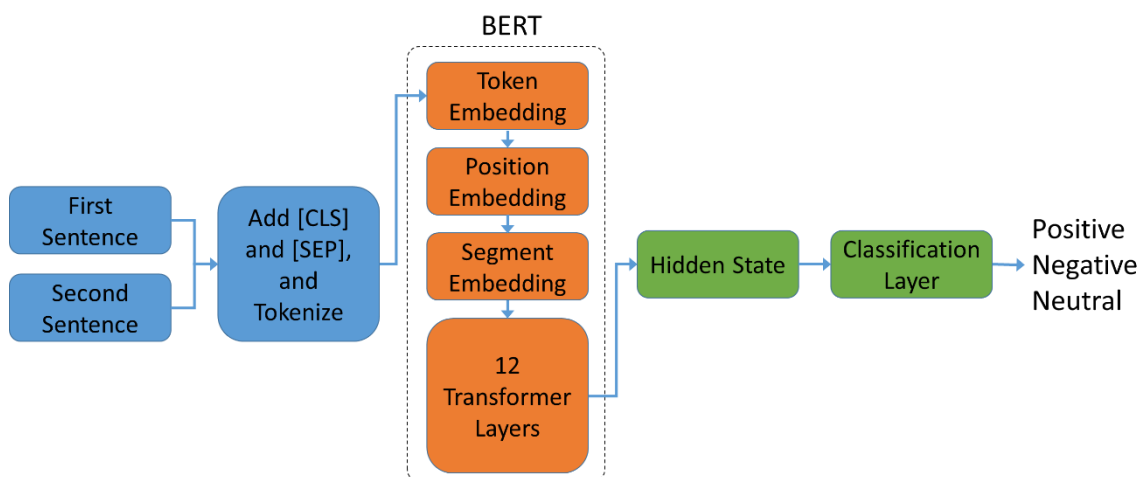 BERT
First
Sentence
Second
Sentence
Add [CLS]
and [SEP],
and
Tokenize
Token
Embedding
Position
Embedding
Segment
Embedding
12
Transformer
Layers
Hidden State
Classification
Layer
Positive
Negative
Neutral